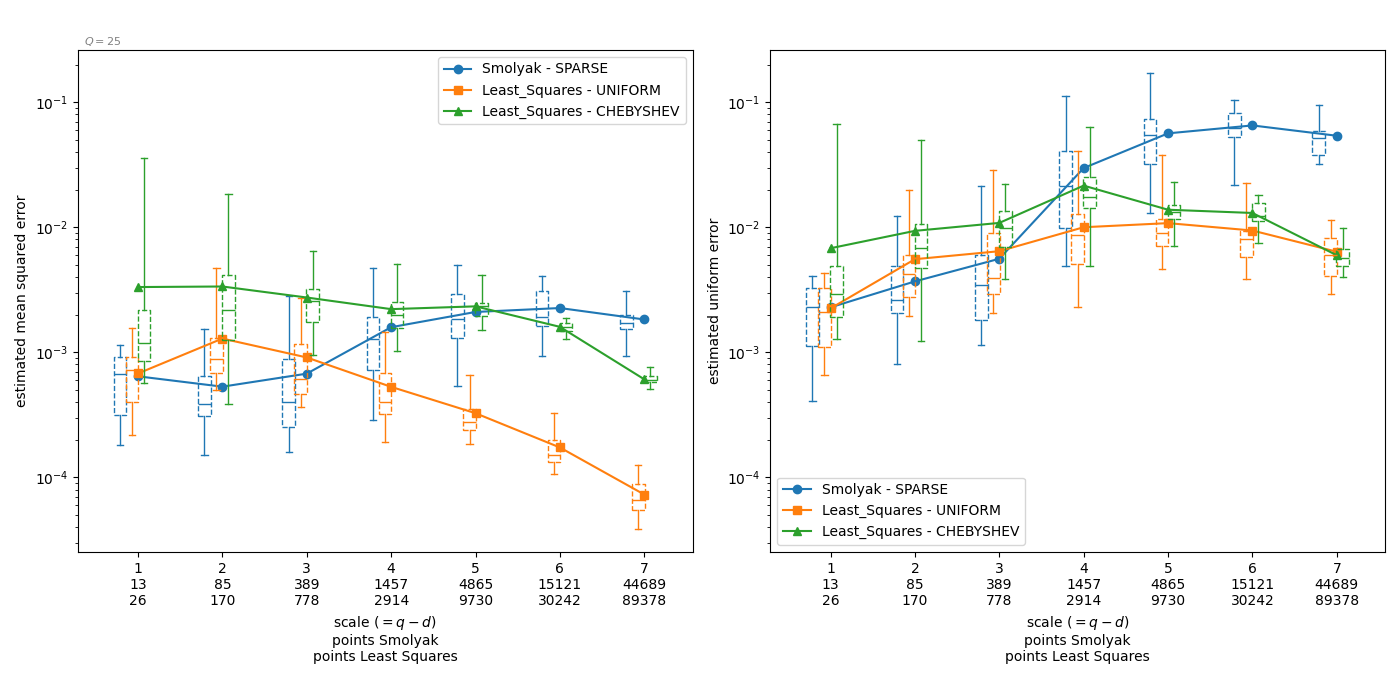 Q = 25
Smolyak - SPARSE
Least_Squares - UNIFORM
Least_Squares - CHEBYSHEV
estimated mean squared error
10⁻¹
10⁻²
10⁻³
10⁻⁴
1 2 3 4 5 6 7
13 85 389 1457 4865 15121 44689
26 170 778 2914 9730 30242 89378
scale (= q − d)
points Smolyak
points Least Squares
estimated uniform error
10⁻¹
10⁻²
10⁻³
10⁻⁴
Smolyak - SPARSE
Least_Squares - UNIFORM
Least_Squares - CHEBYSHEV
1 2 3 4 5 6 7
13 85 389 1457 4865 15121 44689
26 170 778 2914 9730 30242 89378
scale (= q − d)
points Smolyak
points Least Squares